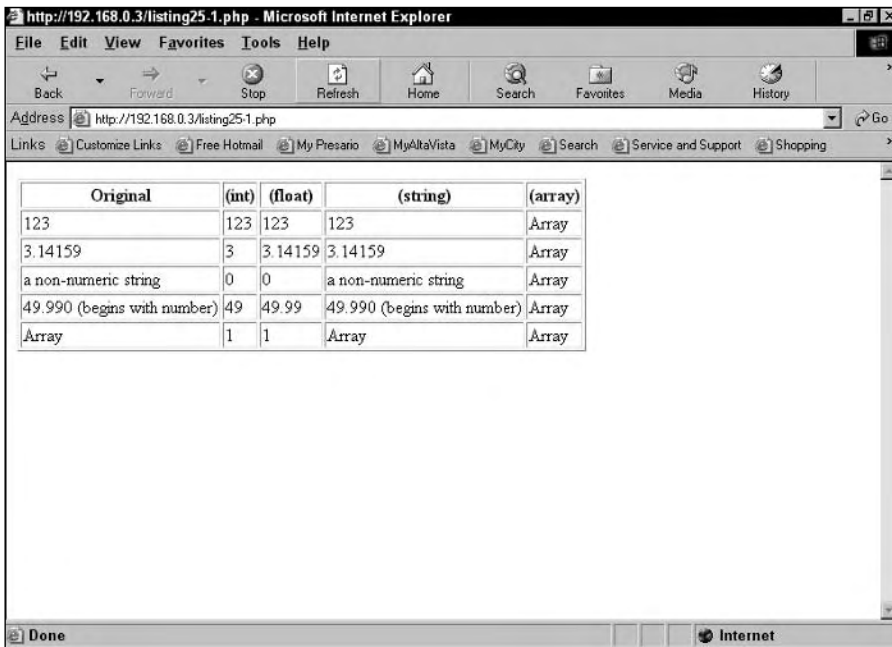 http://192.168.0.3/listing25-1.php - Microsoft Internet Explorer
File Edit View Favorites Tools Help
Back Forward Stop Refresh Home Search Favorites Media History
Address http://192.168.0.3/listing25-1.php Go
Links Customize Links Free Hotmail My Presario MyAltaVista MyCity Search Service and Support Shopping
Original (int) (float) (string) (array)
123 123 123 123 Array
3.14159 3 3.14159 3.14159 Array
a non-numeric string 0 0 a non-numeric string Array
49.990 (begins with number) 49 49.99 49.990 (begins with number) Array
Array 1 1 Array Array
Done Internet